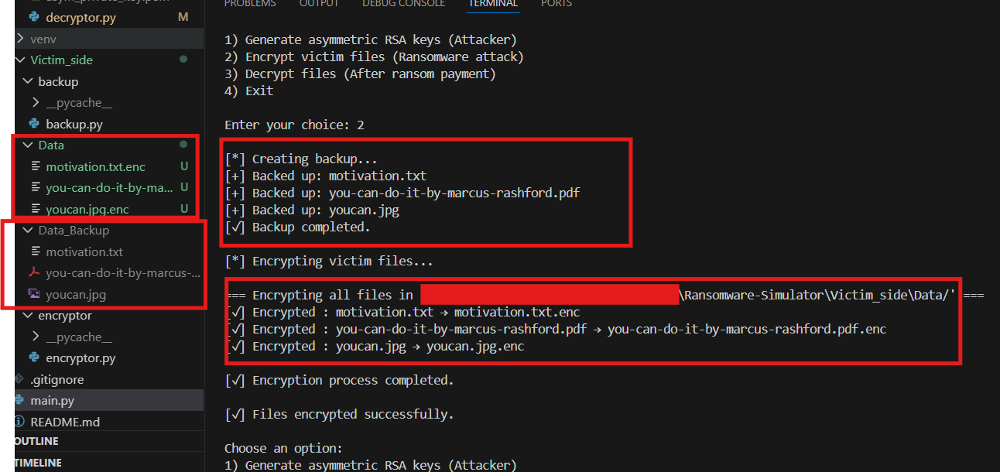 decryptor.py M
venv
Victim_side
backup
__pycache__
backup.py
Data
motivation.txt.enc U
you-can-do-it-by-ma... U
youcan.jpg.enc U
Data_Backup
motivation.txt
you-can-do-it-by-marcus-...
youcan.jpg
encryptor
__pycache__
encryptor.py
.gitignore
main.py
README.md
OUTLINE
TIMELINE
PROBLEMS OUTPUT DEBUG CONSOLE TERMINAL PORTS
1) Generate asymmetric RSA keys (Attacker)
2) Encrypt victim files (Ransomware attack)
3) Decrypt files (After ransom payment)
4) Exit
Enter your choice: 2
[*] Creating backup...
[+] Backed up: motivation.txt
[+] Backed up: you-can-do-it-by-marcus-rashford.pdf
[+] Backed up: youcan.jpg
[√] Backup completed.
[*] Encrypting victim files...
=== Encrypting all files in \Ransomware-Simulator\Victim_side\Data/' ===
[√] Encrypted : motivation.txt → motivation.txt.enc
[√] Encrypted : you-can-do-it-by-marcus-rashford.pdf → you-can-do-it-by-marcus-rashford.pdf.enc
[√] Encrypted : youcan.jpg → youcan.jpg.enc
[√] Encryption process completed.
[√] Files encrypted successfully.
Choose an option:
1) Generate asymmetric RSA keys (Attacker)